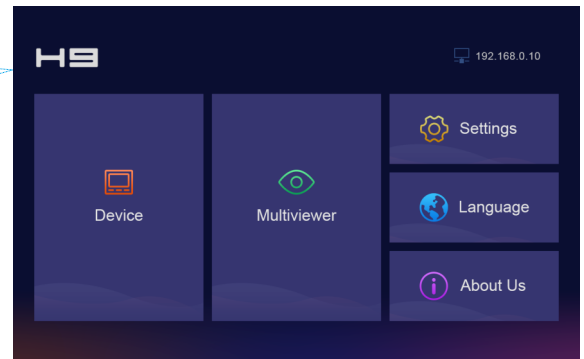 H9
192.168.0.10
Device
Multiviewer
Settings
Language
About Us